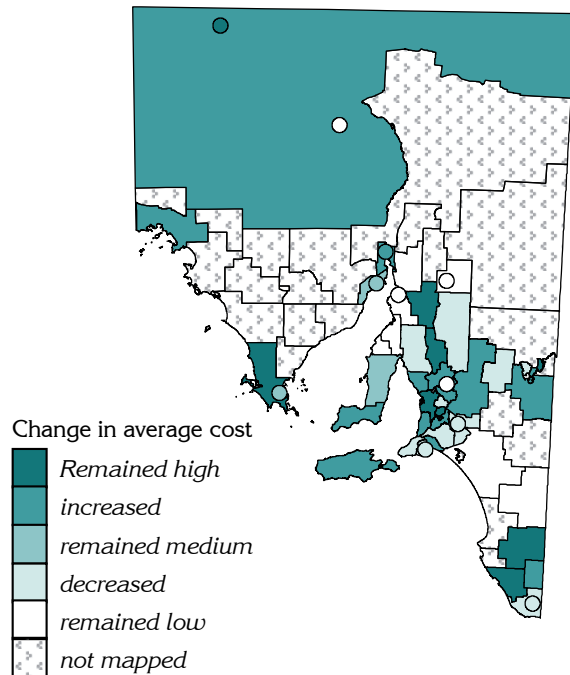 Change in average cost
Remained high
increased
remained medium
decreased
remained low
not mapped